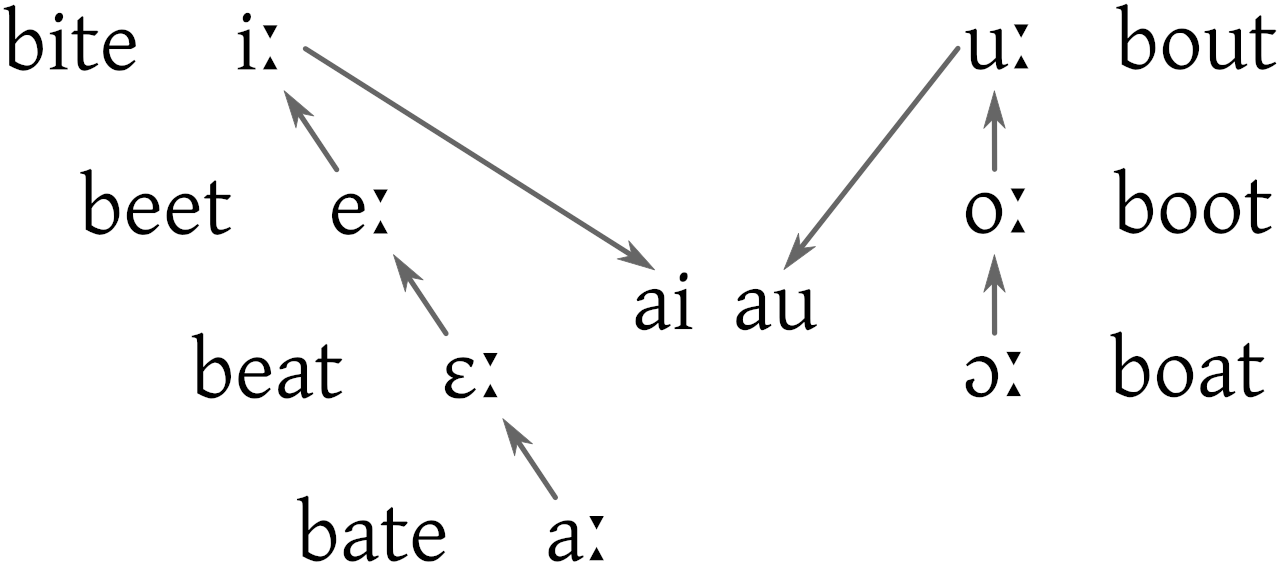 bite iː uː bout
beet eː oː boot
ai au
beat ɛː ɔː boat
bate aː